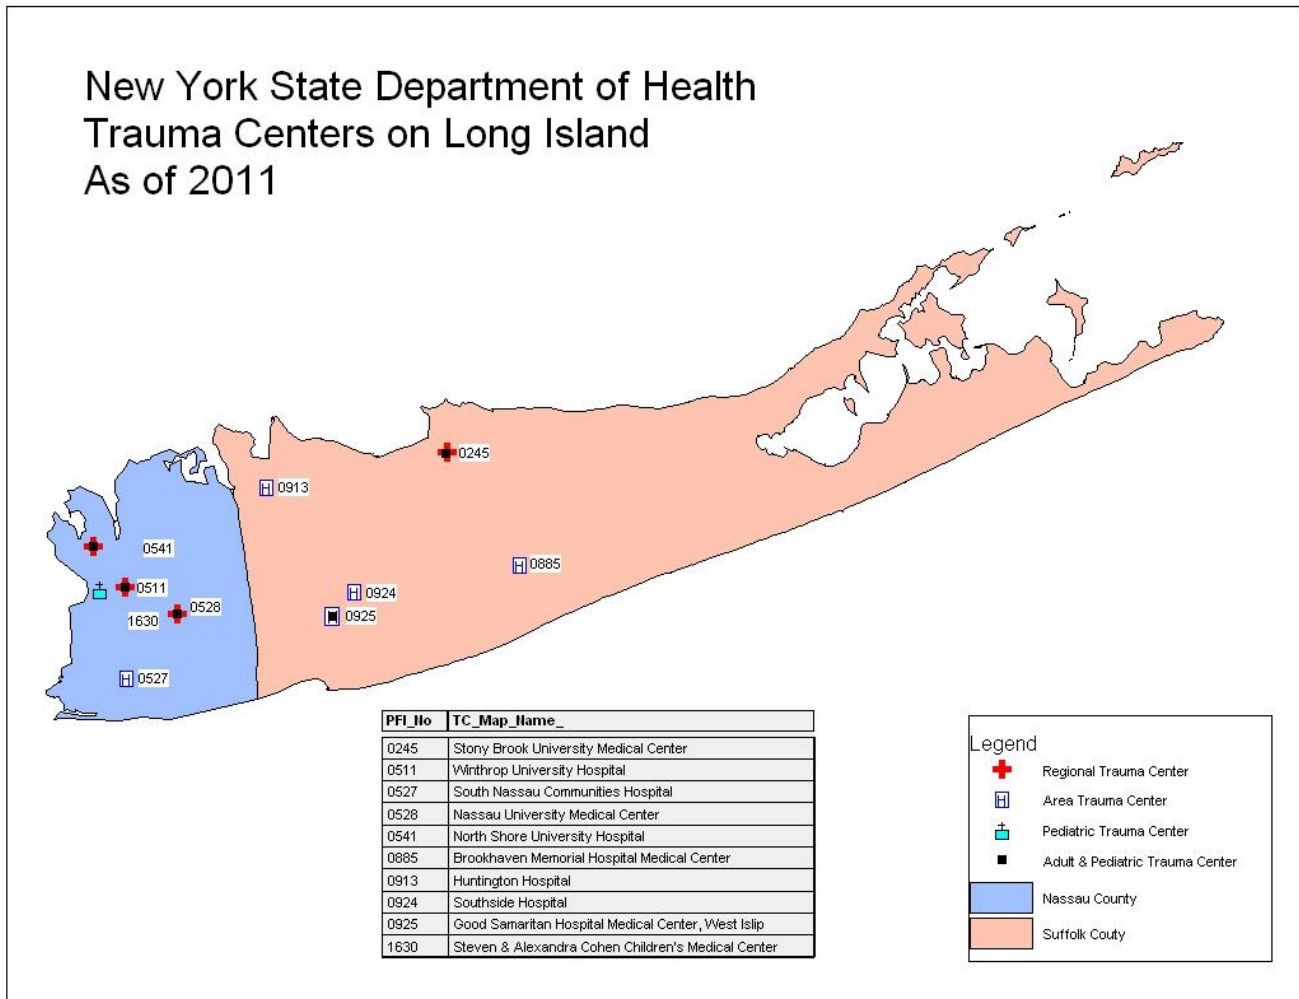 New York State Department of Health
Trauma Centers on Long Island
As of 2011
0245
0913
0541
0885
0511
0924
0528
1630
0925
0527
PFI_No TC_Map_Name_
0245 Stony Brook University Medical Center
0511 Winthrop University Hospital
0527 South Nassau Communities Hospital
0528 Nassau University Medical Center
0541 North Shore University Hospital
0885 Brookhaven Memorial Hospital Medical Center
0913 Huntington Hospital
0924 Southside Hospital
0925 Good Samaritan Hospital Medical Center, West Islip
1630 Steven & Alexandra Cohen Children's Medical Center
Legend
Regional Trauma Center
H Area Trauma Center
Pediatric Trauma Center
Adult & Pediatric Trauma Center
Nassau County
Suffolk Couty